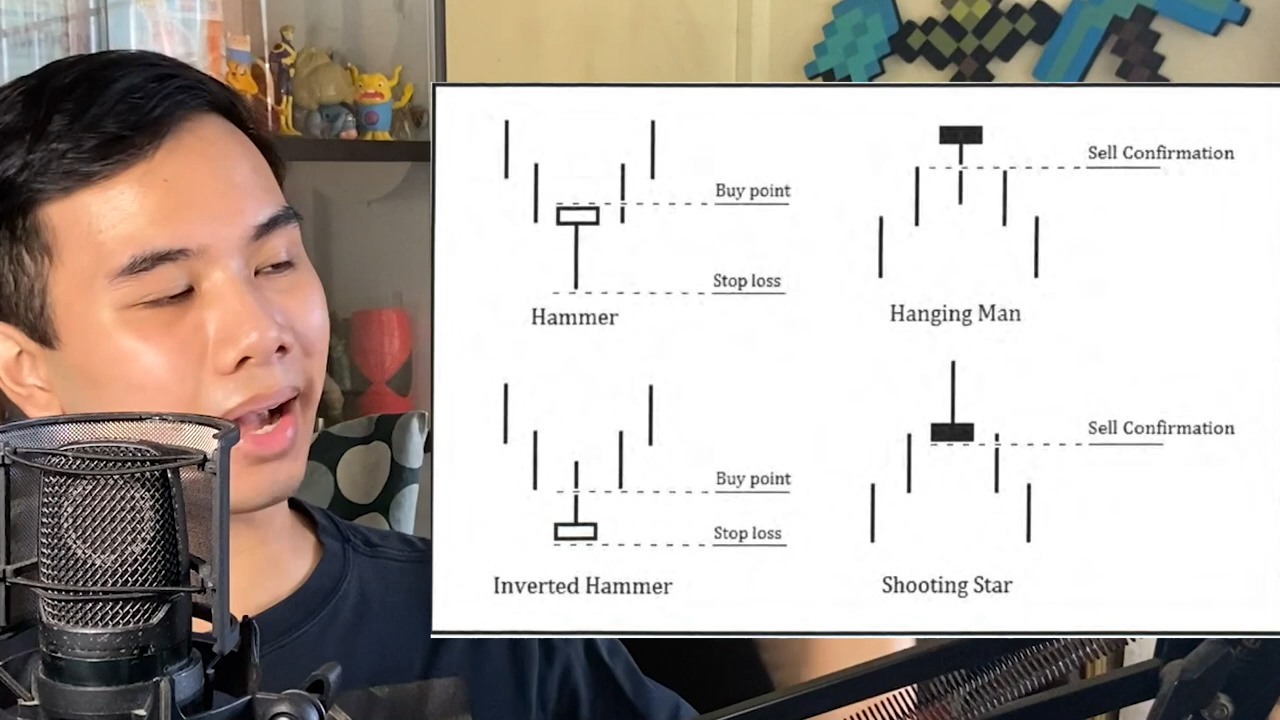 Buy point
Stop loss
Hammer
Sell Confirmation
Hanging Man
Buy point
Stop loss
Inverted Hammer
Sell Confirmation
Shooting Star